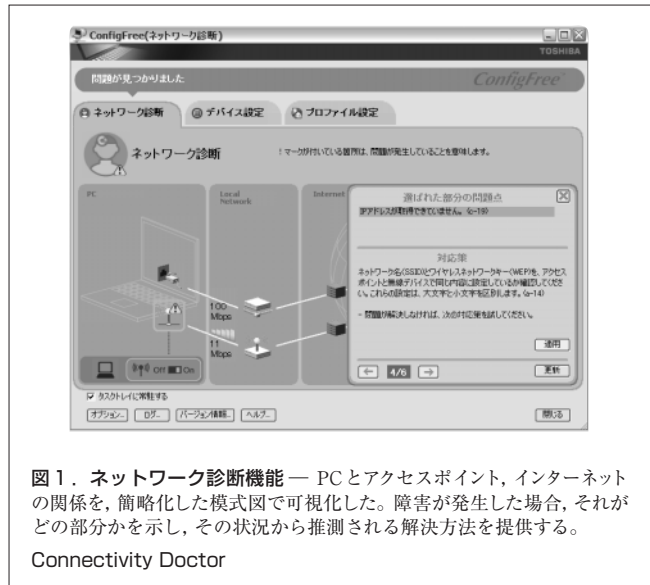 ConfigFree(ネットワーク診断)
TOSHIBA
問題が見つかりました
ConfigFree
ネットワーク診断
デバイス設定
プロファイル設定
ネットワーク診断
!マークが付いている箇所は、問題が発生していることを意味します。
PC
Local
Network
Internet
選ばれた部分の問題点
IPアドレスが取得できていません。 (c-19)
対応策
ネットワーク名(SSID)とワイヤレスネットワークキー(WEP)を、アクセス
ポイントと無線デバイスで同じ内容に設定しているか確認してくださ
い。これらの設定は、大文字と小文字を区別します。(a-14)
- 問題が解決しなければ、次の対応策を試してください。
適用
100
Mbps
11
Mbps
Off On
← 4/6 →
更新
タスクトレイに常駐する
オプション...
ログ...
バージョン情報...
ヘルプ...
閉じる
図1. ネットワーク診断機能 — PCとアクセスポイント, インターネット
の関係を, 簡略化した模式図で可視化した。障害が発生した場合, それが
どの部分かを示し, その状況から推測される解決方法を提供する。
Connectivity Doctor